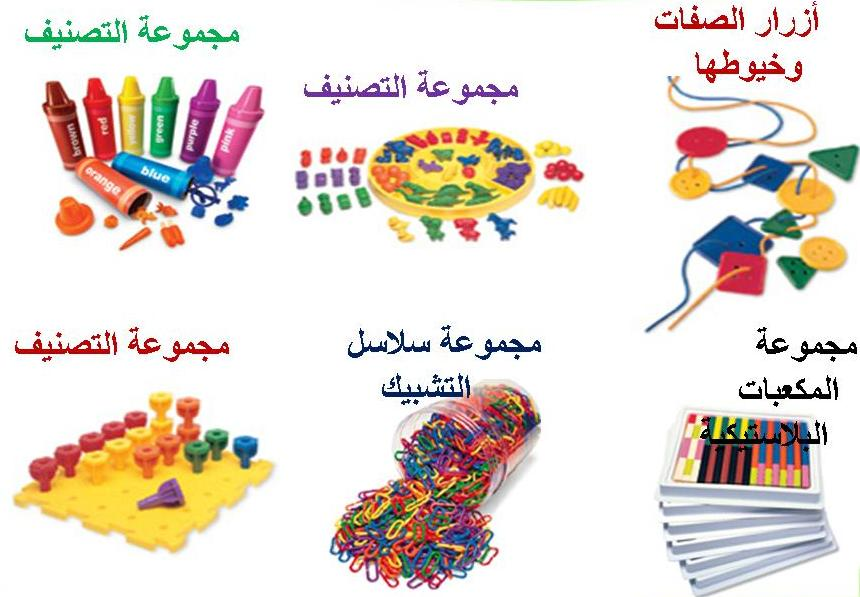 أزرار الصفات
وخيوطها
مجموعة التصنيف
مجموعة التصنيف
brown
red
yellow
green
purple
pink
orange
blue
مجموعة
المكعبات
البلاستيكية
مجموعة سلاسل
التشبيك
مجموعة التصنيف